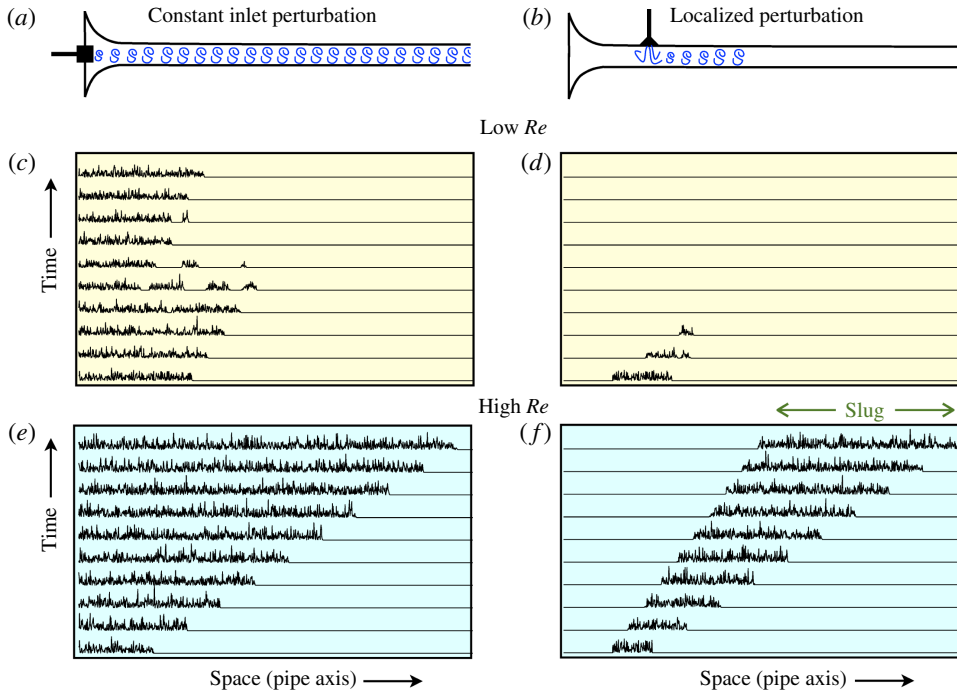 (a) Constant inlet perturbation
(b) Localized perturbation
Low Re
(c)
(d)
Time
High Re
Slug
(e)
(f)
Time
Space (pipe axis)
Space (pipe axis)